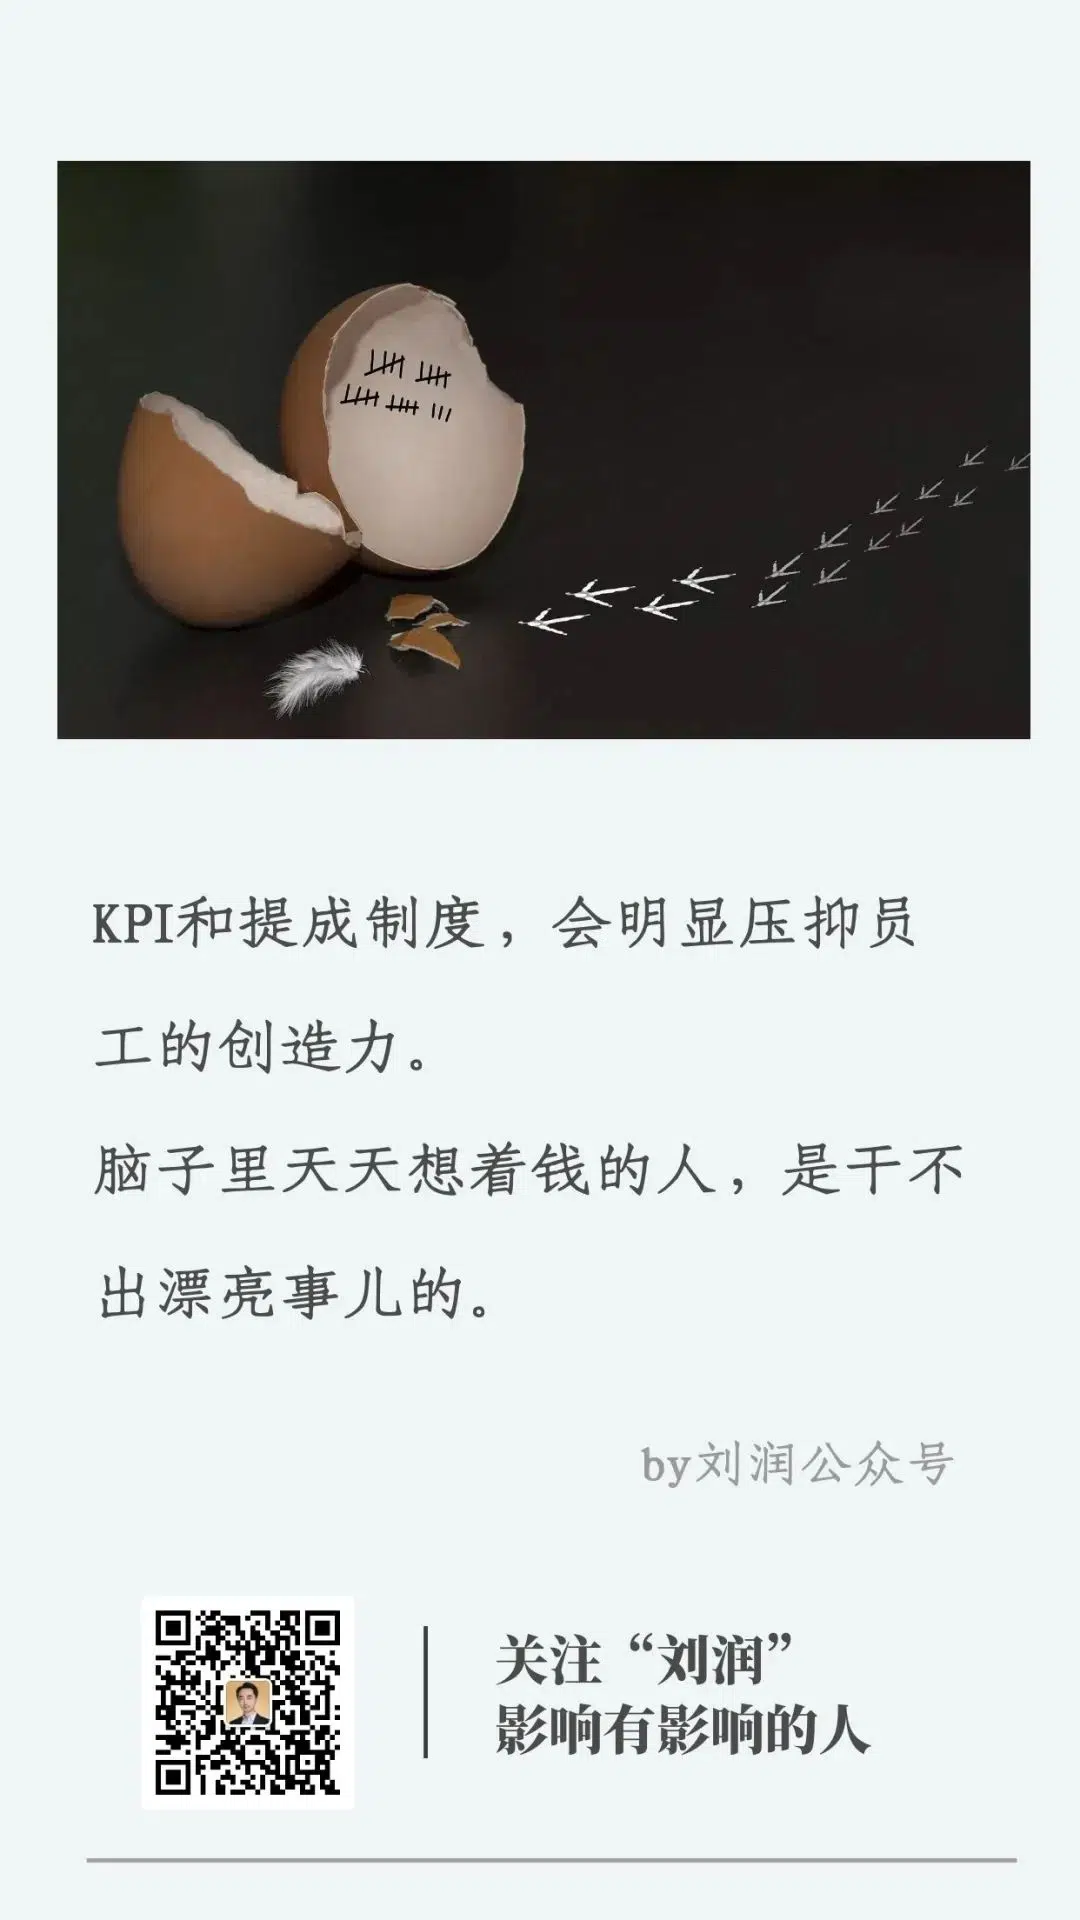 KPI和提成制度，会明显压抑员
工的创造力。
脑子里天天想着钱的人，是干不
出漂亮事儿的。
by刘润公众号
关注“刘润”
影响有影响的人